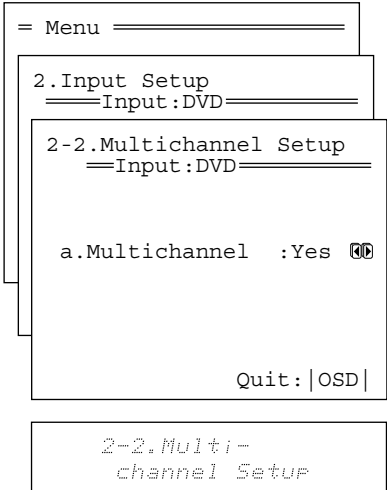 = Menu
2.Input Setup
Input:DVD
2-2.Multichannel Setup
Input:DVD
a.Multichannel :Yes
Quit:|OSD|
2-2.Multi-
channel Setup